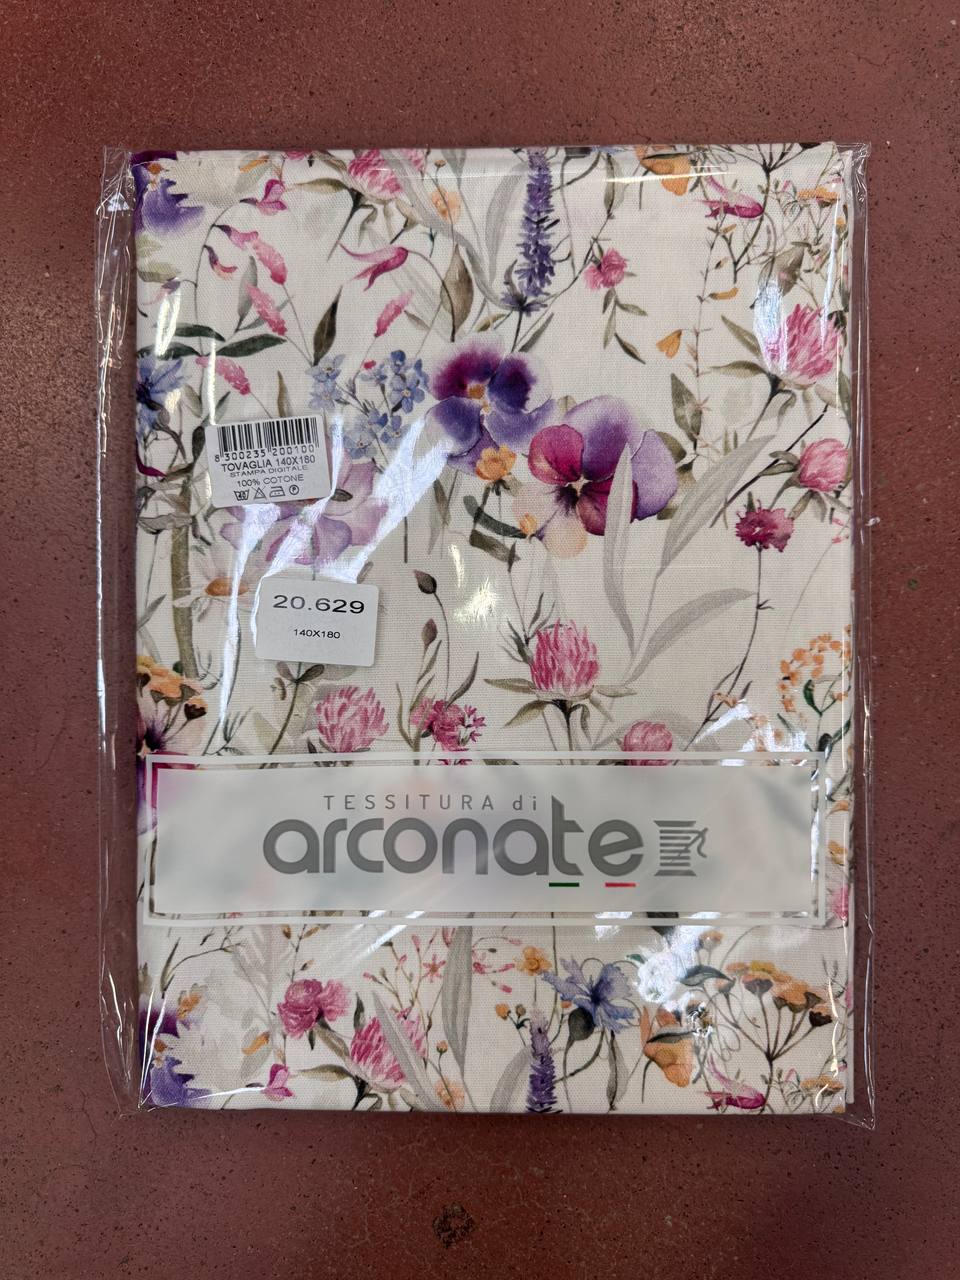 8 300235 200100
TOVAGLIA 140X180
STAMPA DIGITALE
100% COTONE
20.629
140X180
TESSITURA di
arconate